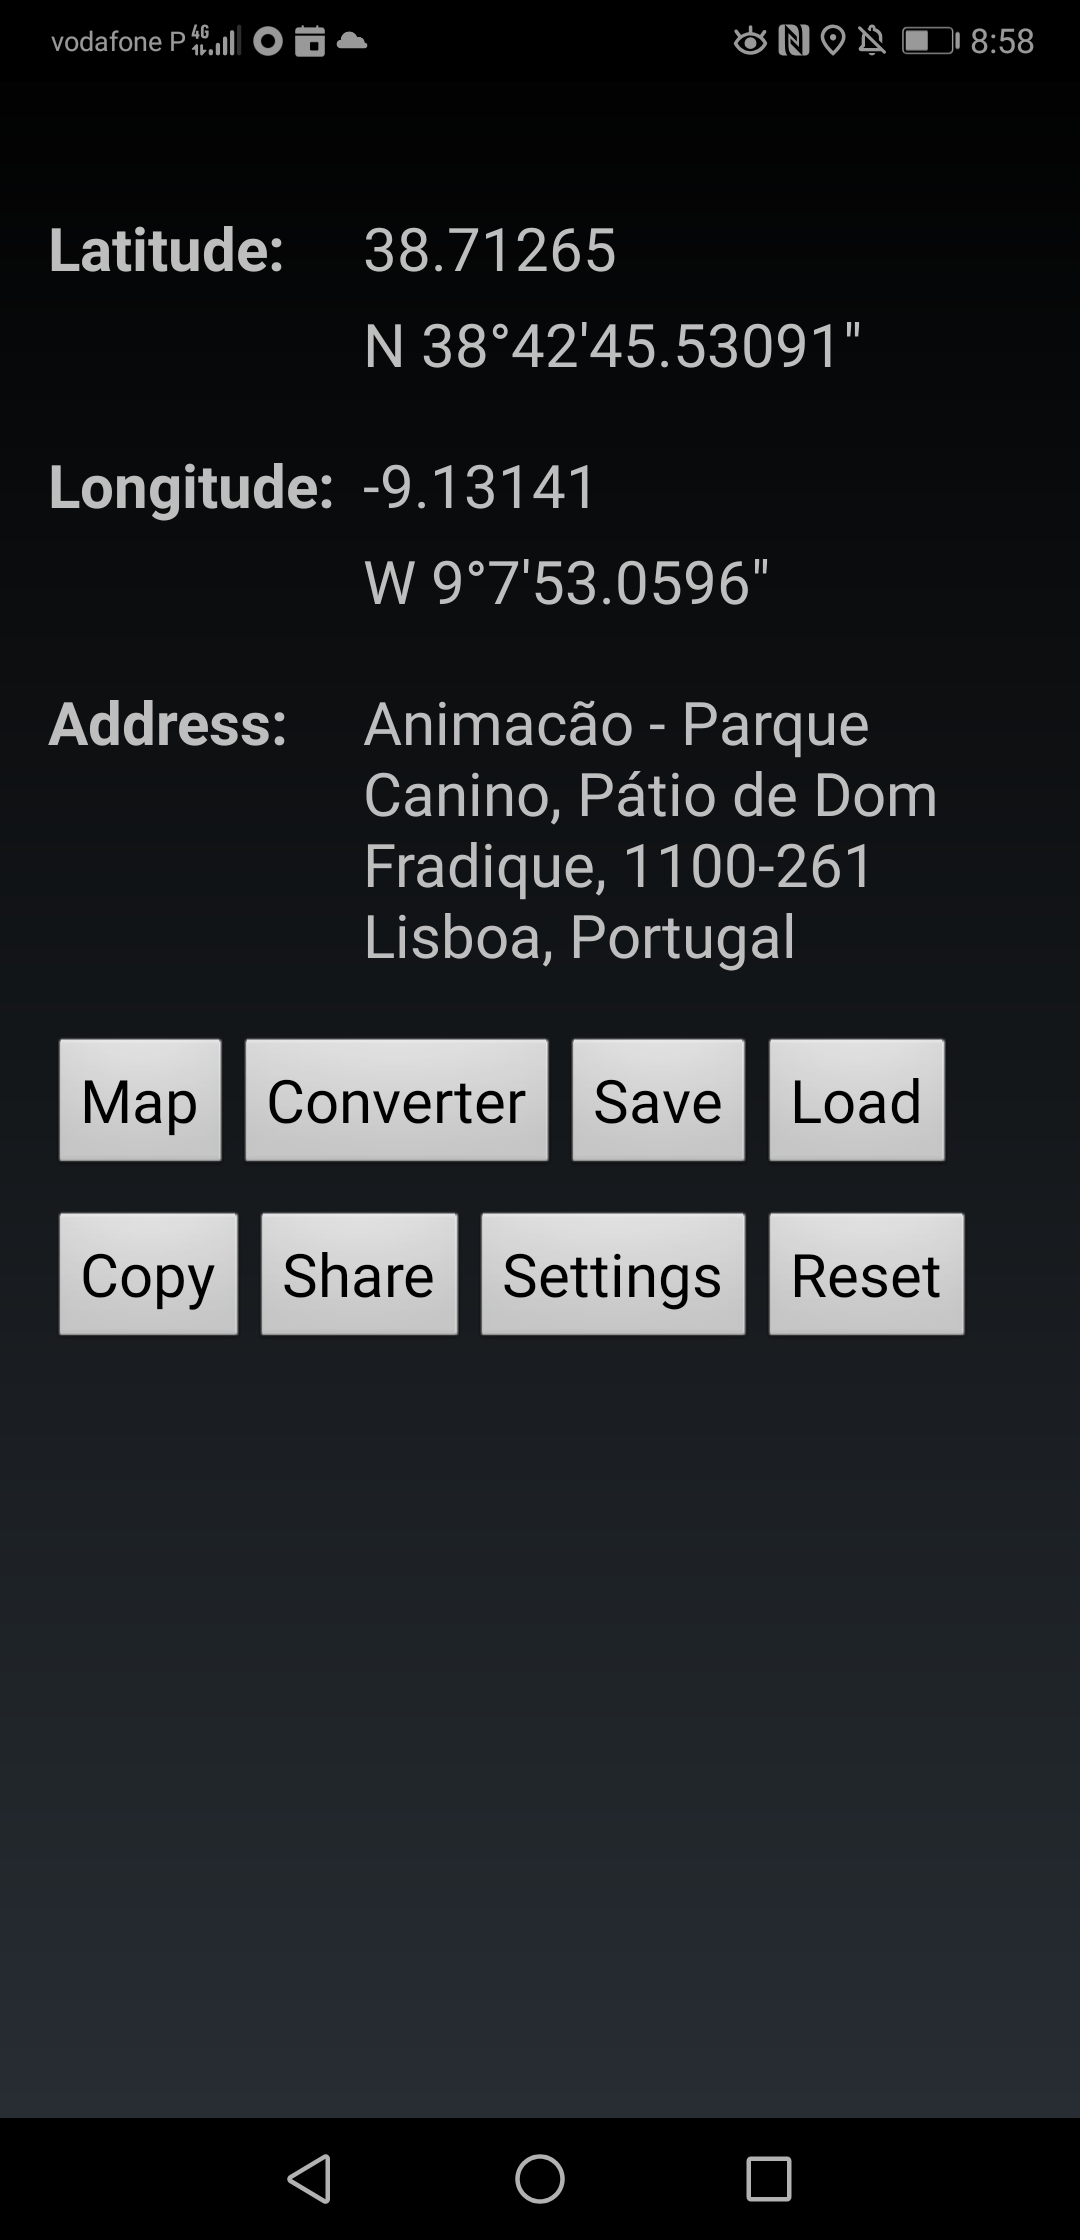 vodafone P 4G 8:58
Latitude: 38.71265
N 38°42'45.53091"
Longitude: -9.13141
W 9°7'53.0596"
Address: Animacão - Parque
Canino, Pátio de Dom
Fradique, 1100-261
Lisboa, Portugal
Map Converter Save Load
Copy Share Settings Reset